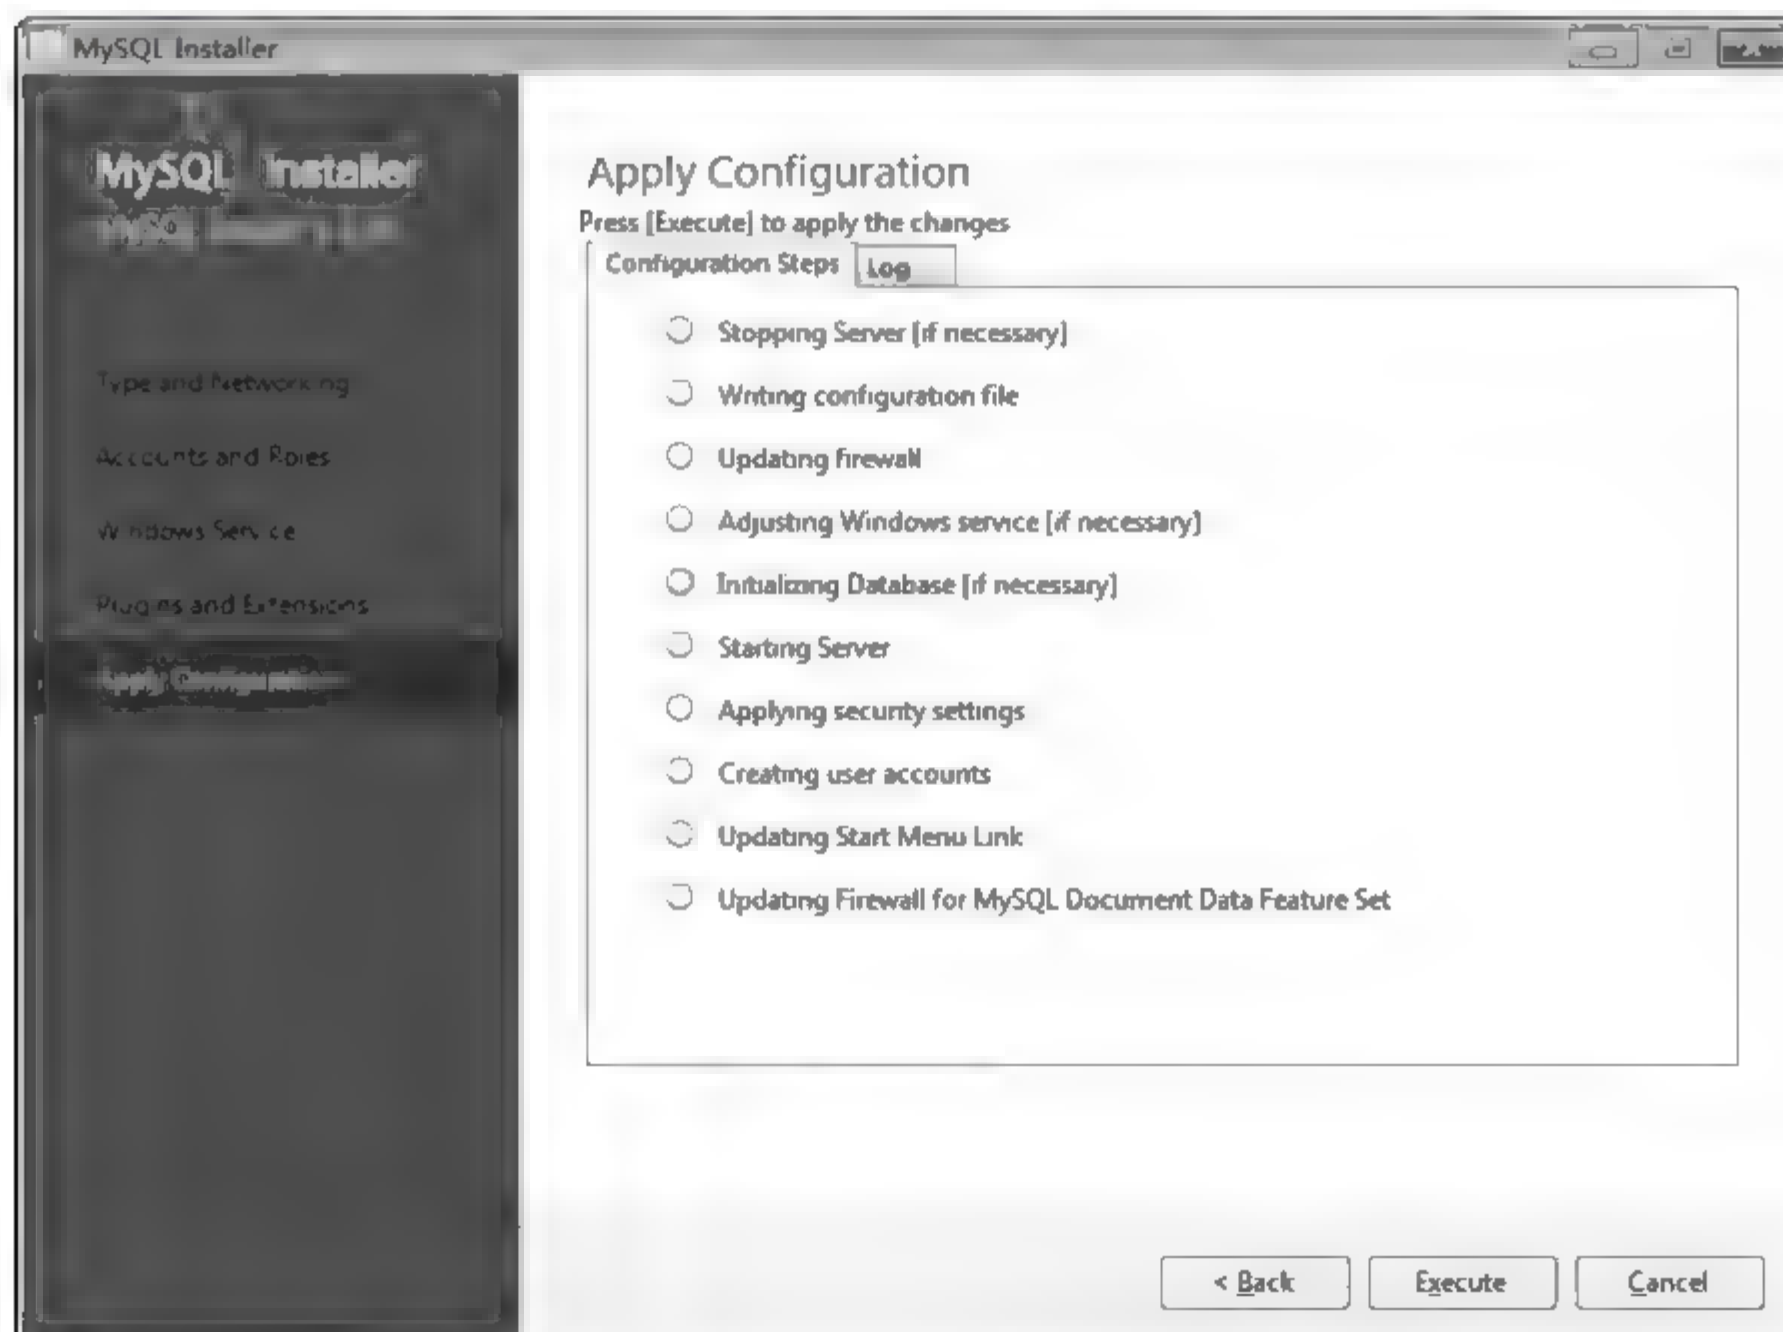 MySQL Installer
MySQL Installer
Type and Networking
Accounts and Roles
Windows Service
Plugins and Extensions
Apply Configuration
Press [Execute] to apply the changes
Configuration Steps
Log
Stopping Server [if necessary]
Writing configuration file
Updating firewall
Adjusting Windows service [if necessary]
Initializing Database [if necessary]
Starting Server
Applying security settings
Creating user accounts
Updating Start Menu Link
Updating Firewall for MySQL Document Data Feature Set
< Back
Execute
Cancel